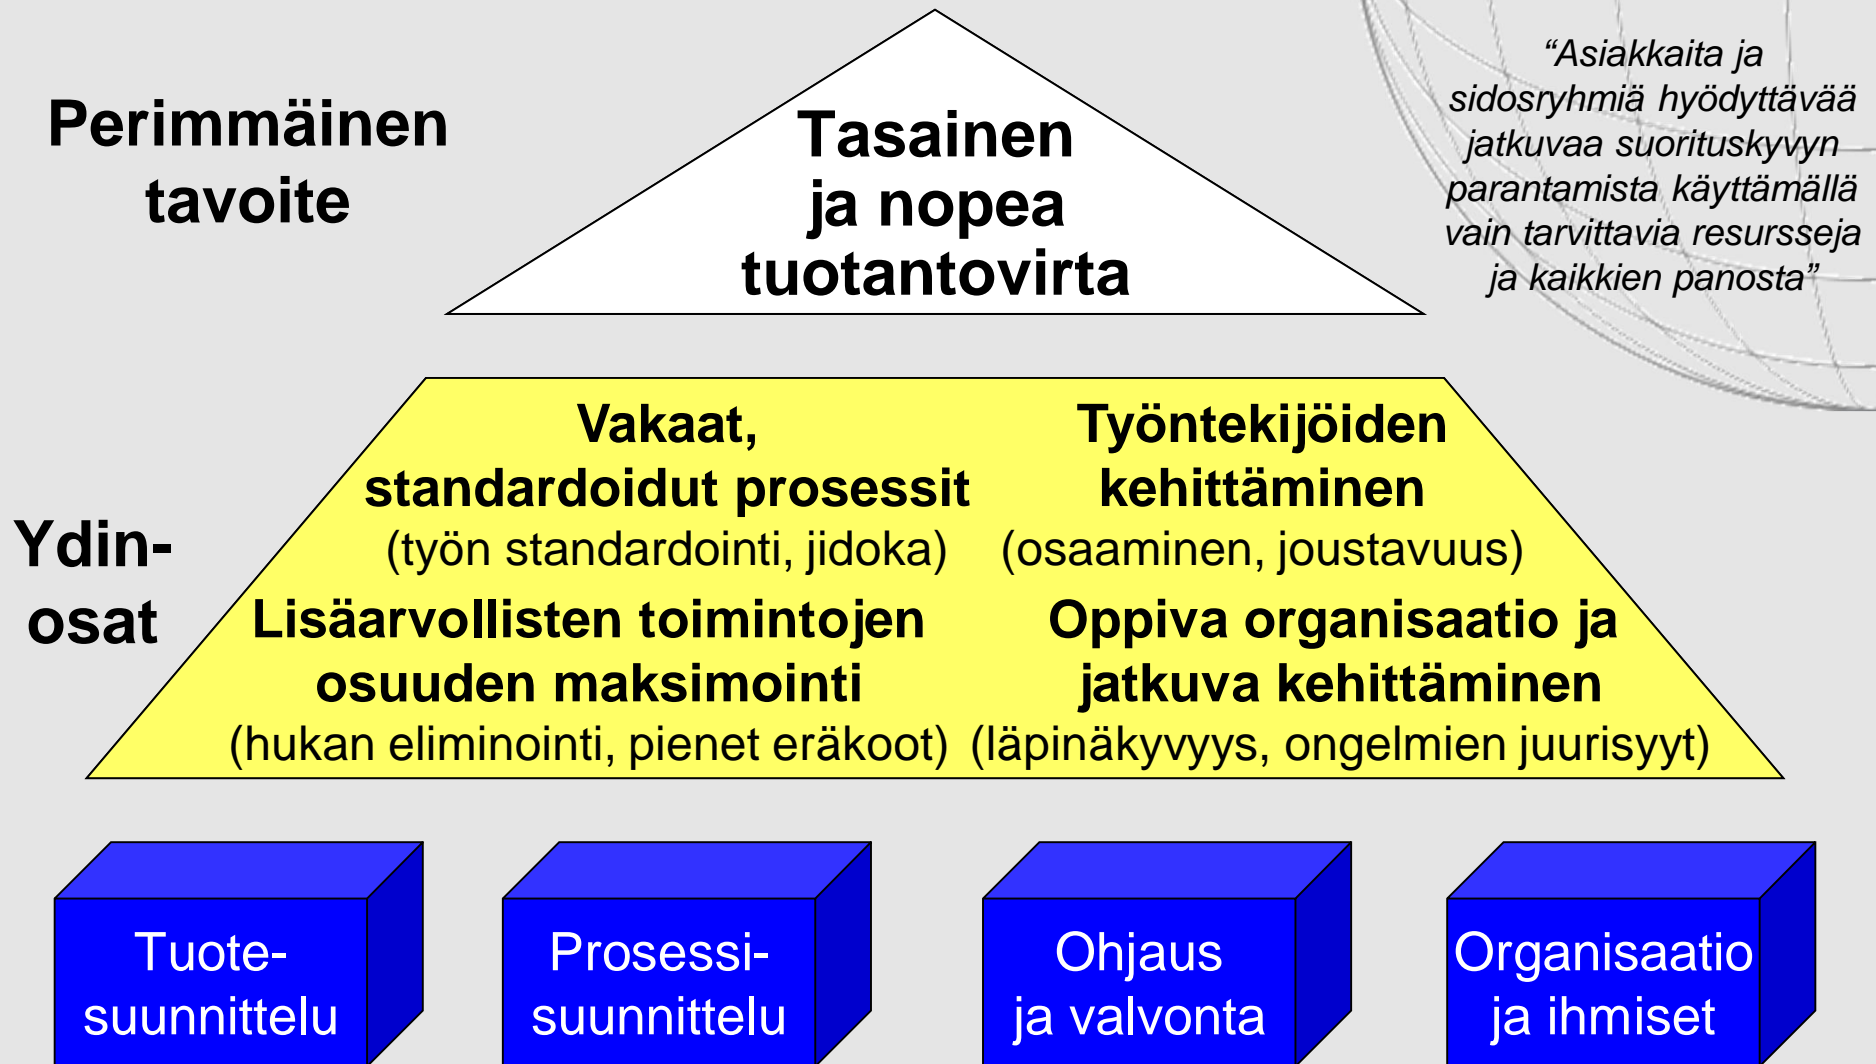 Perimmäinen
tavoite
Tasainen
ja nopea
tuotantovirta
“Asiakkaita ja
sidosryhmiä hyödyttävää
jatkuvaa suorituskyvyn
parantamista käyttämällä
vain tarvittavia resursseja
ja kaikkien panosta”
Ydin-
osat
Vakaat,
standardoidut prosessit
(työn standardointi, jidoka)
Työntekijöiden
kehittäminen
(osaaminen, joustavuus)
Lisäarvollisten toimintojen
osuuden maksimointi
(hukan eliminointi, pienet eräkoot)
Oppiva organisaatio ja
jatkuva kehittäminen
(läpinäkyvyys, ongelmien juurisyyt)
Tuote-
suunnittelu
Prosessi-
suunnittelu
Ohjaus
ja valvonta
Organisaatio
ja ihmiset